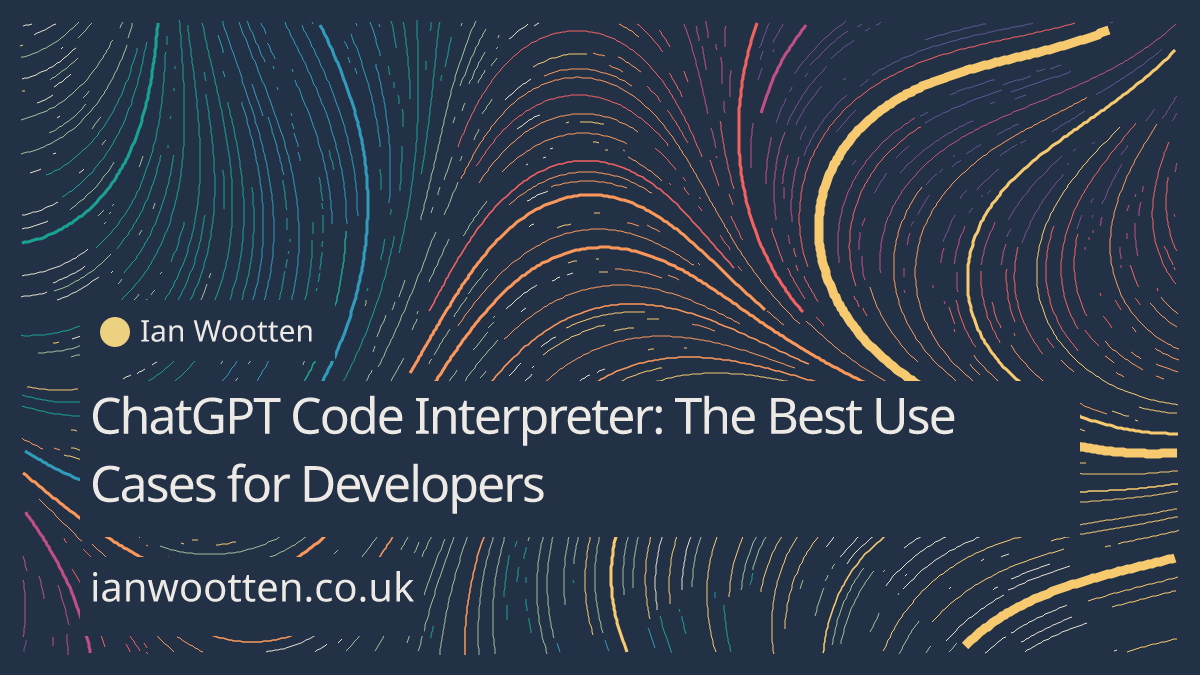 Ian Wootten
ChatGPT Code Interpreter: The Best Use
Cases for Developers
ianwootten.co.uk